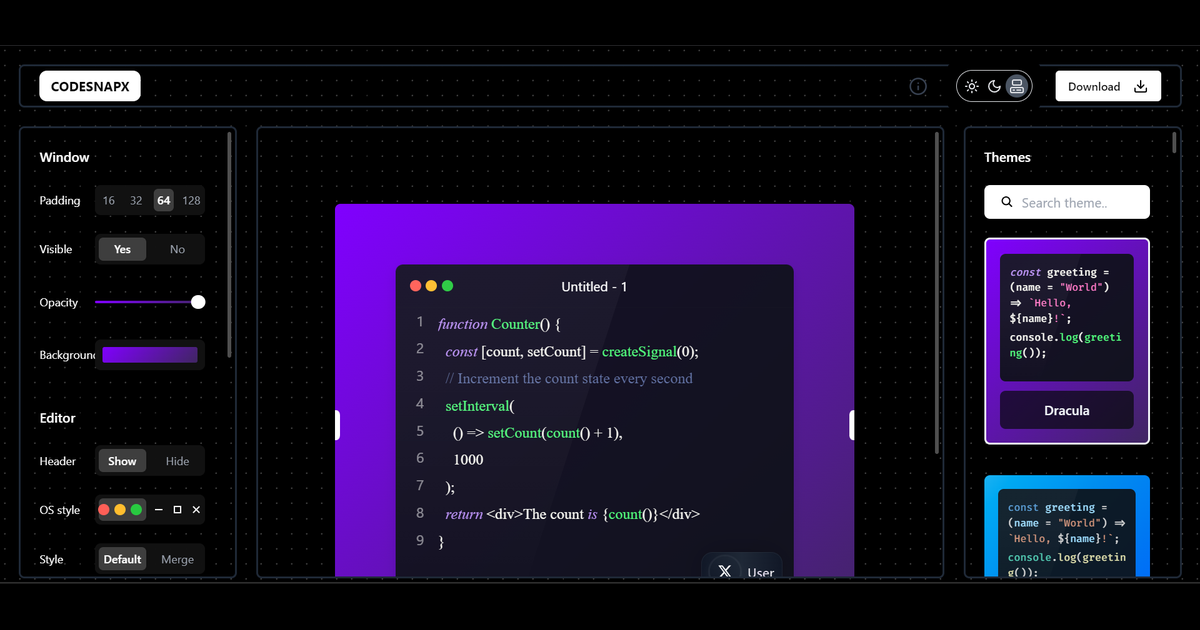 CODESNAPX
Download
Window
Padding 16 32 64 128
Visible Yes No
Opacity
Background
Editor
Header Show Hide
OS style
Style Default Merge
Untitled - 1
1 function Counter() {
2 const [count, setCount] = createSignal(0);
3 // Increment the count state every second
4 setInterval(
5 () => setCount(count() + 1),
6 1000
7 );
8 return <div>The count is {count()}</div>
9 }
User
Themes
Search theme..
const greeting =
(name = "World")
⇒ `Hello,
${name}!`;
console.log(greeti
ng());
Dracula
const greeting =
(name = "World") ⇒
`Hello, ${name}!`;
console.log(greetin
g());